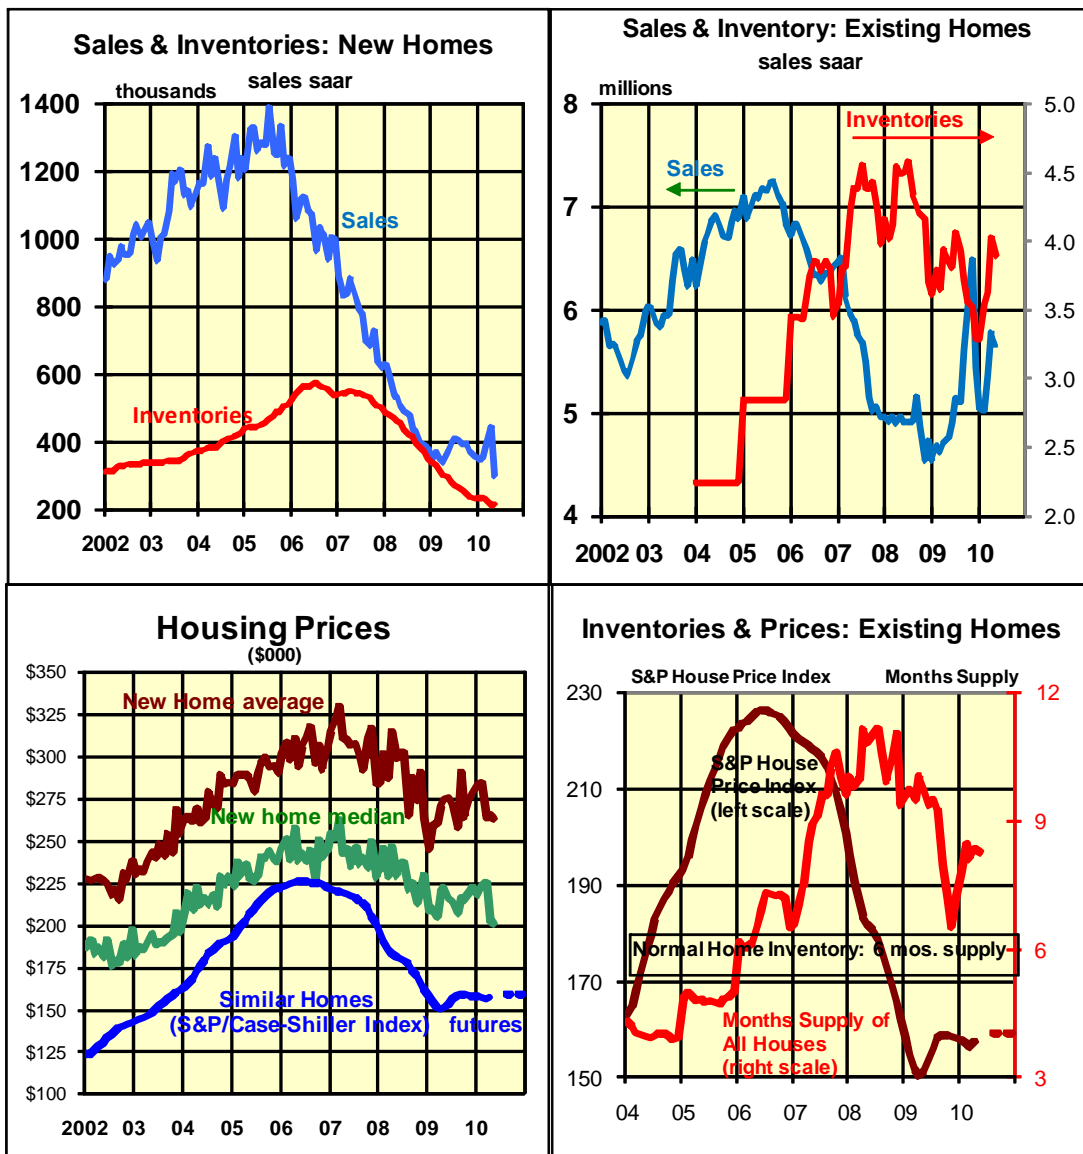 Sales & Inventories: New Homes
sales saar
thousands
1400
1200
1000
800
600
400
200
Sales
Inventories
2002 03 04 05 06 07 08 09 10
Sales & Inventory: Existing Homes
sales saar
millions
8
7
6
5
4
5.0
4.5
4.0
3.5
3.0
2.5
2.0
Inventories
Sales
2002 03 04 05 06 07 08 09 10
Housing Prices
($000)
$350
$325
$300
$275
$250
$225
$200
$175
$150
$125
$100
New Home average
New home median
Similar Homes
(S&P/Case-Shiller Index) futures
2002 03 04 05 06 07 08 09 10
Inventories & Prices: Existing Homes
S&P House Price Index Months Supply
230
210
190
170
150
12
9
6
3
S&P House
Price Index
(left scale)
Normal Home Inventory: 6 mos. supply
Months Supply of
All Houses
(right scale)
04 05 06 07 08 09 10